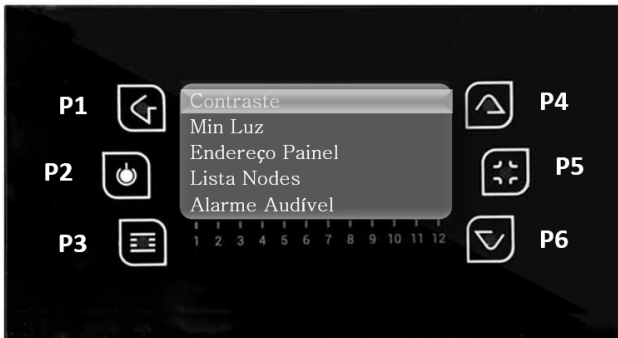 P1
P2
P3
Contraste
Min Luz
Endereço Painel
Lista Nodes
Alarme Audível
1 2 3 4 5 6 7 8 9 10 11 12
P4
P5
P6